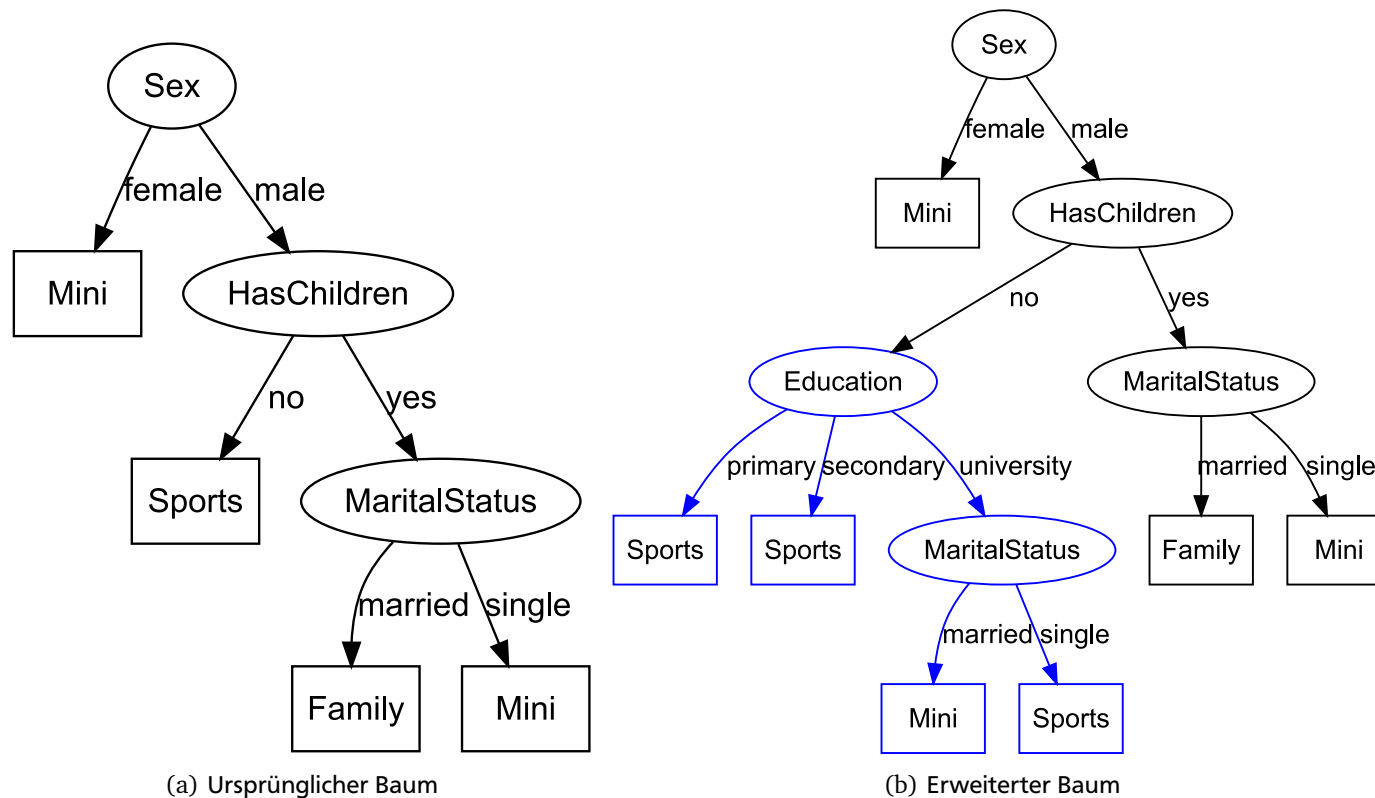 Sex
female
male
Mini
HasChildren
no
yes
Sports
MaritalStatus
married
single
Family
Mini
(a) Ursprünglicher Baum
Sex
female
male
Mini
HasChildren
no
yes
Education
MaritalStatus
primary
secondary
university
married
single
Sports
Sports
MaritalStatus
Family
Mini
married
single
Mini
Sports
(b) Erweiterter Baum